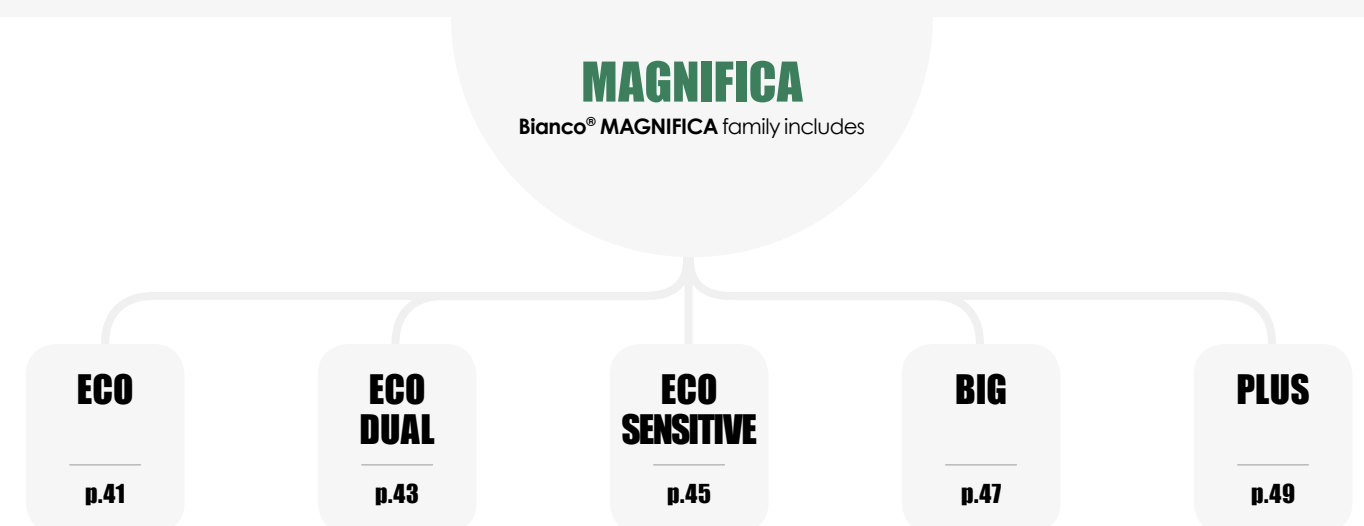 MAGNIFICA
Bianco® MAGNIFICA family includes
ECO
p.41
ECO
DUAL
p.43
ECO
SENSITIVE
p.45
BIG
p.47
PLUS
p.49